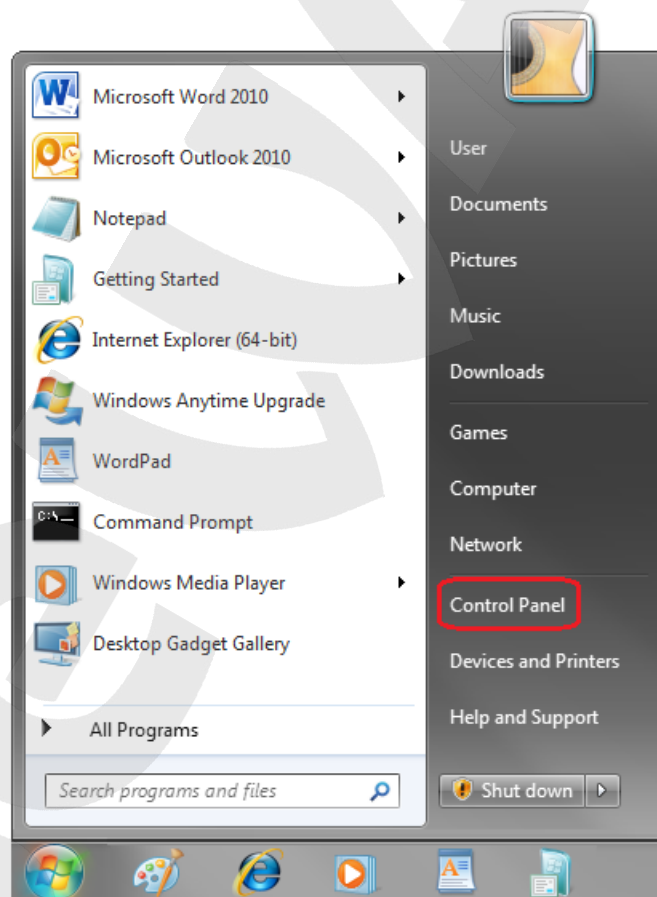 Microsoft Word 2010
Microsoft Outlook 2010
Notepad
Getting Started
Internet Explorer (64-bit)
Windows Anytime Upgrade
WordPad
C:\
Command Prompt
Windows Media Player
Desktop Gadget Gallery
All Programs
Search programs and files
User
Documents
Pictures
Music
Downloads
Games
Computer
Network
Control Panel
Devices and Printers
Help and Support
Shut down